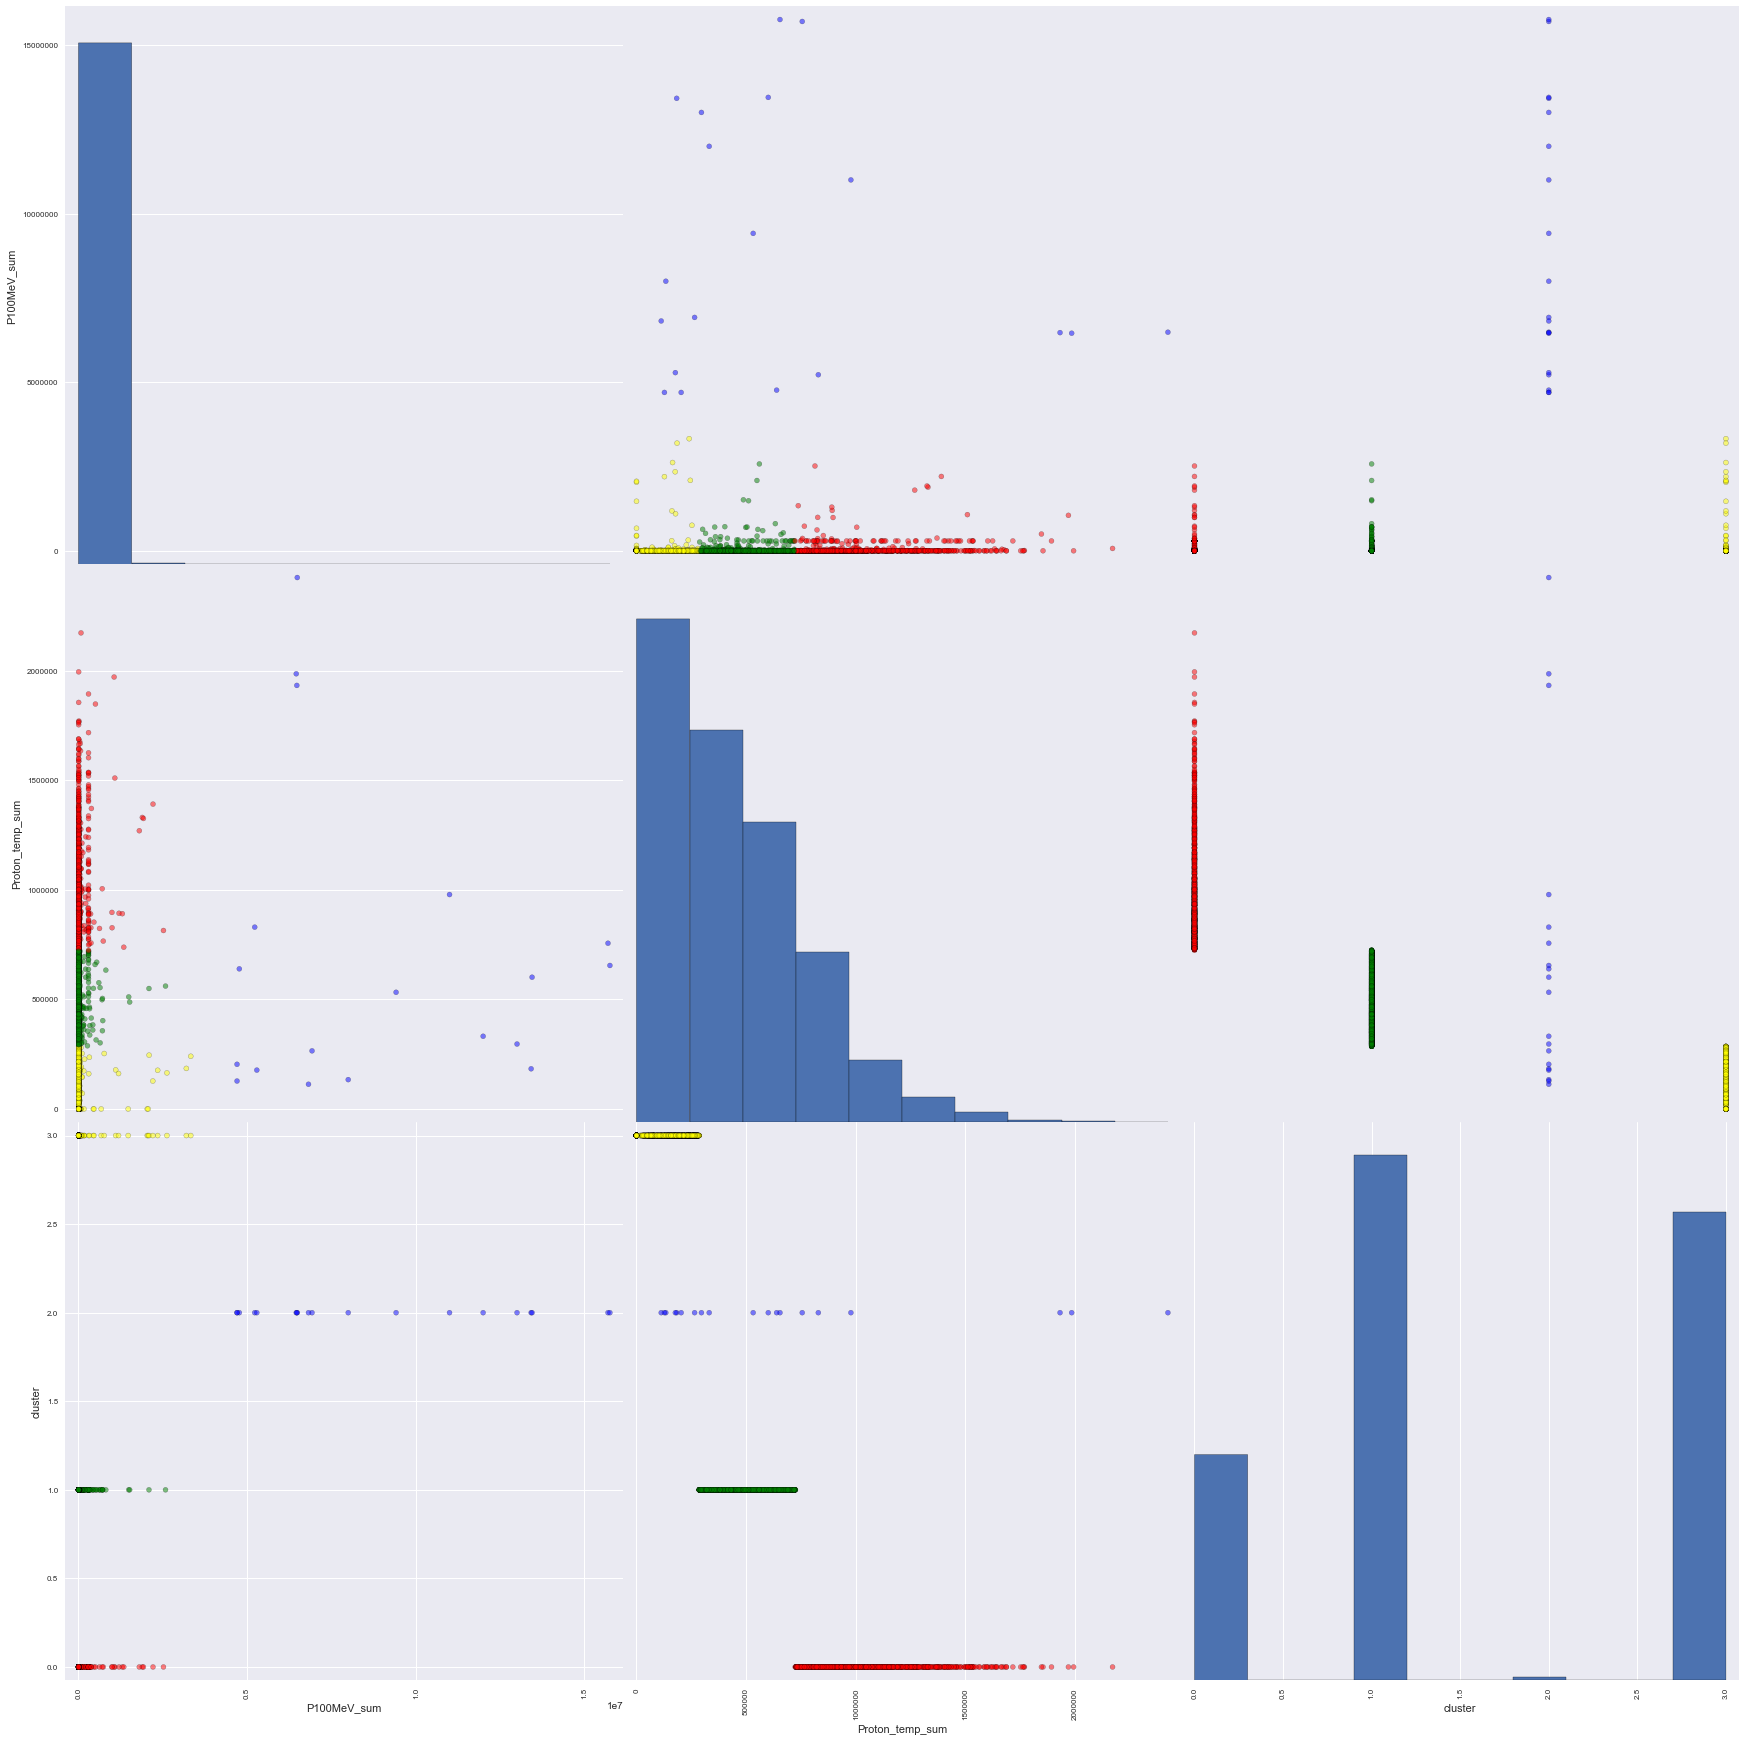 15000000
10000000
5000000
0
P100MeV_sum
2000000
1500000
1000000
500000
0
Proton_temp_sum
3.0
2.5
2.0
1.5
1.0
0.5
0.0
cluster
0.0 0.5 1.0 1.5
1e7
P100MeV_sum
0 500000 1000000 1500000 2000000
Proton_temp_sum
0.0 0.5 1.0 1.5 2.0 2.5 3.0
cluster